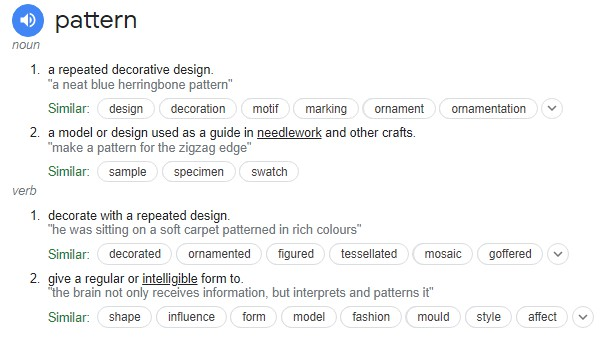 pattern
noun
1. a repeated decorative design.
"a neat blue herringbone pattern"
Similar: design decoration motif marking ornament ornamentation
2. a model or design used as a guide in needlework and other crafts.
"make a pattern for the zigzag edge"
Similar: sample specimen swatch
verb
1. decorate with a repeated design.
"he was sitting on a soft carpet patterned in rich colours"
Similar: decorated ornamented figured tessellated mosaic goffered
2. give a regular or intelligible form to.
"the brain not only receives information, but interprets and patterns it"
Similar: shape influence form model fashion mould style affect